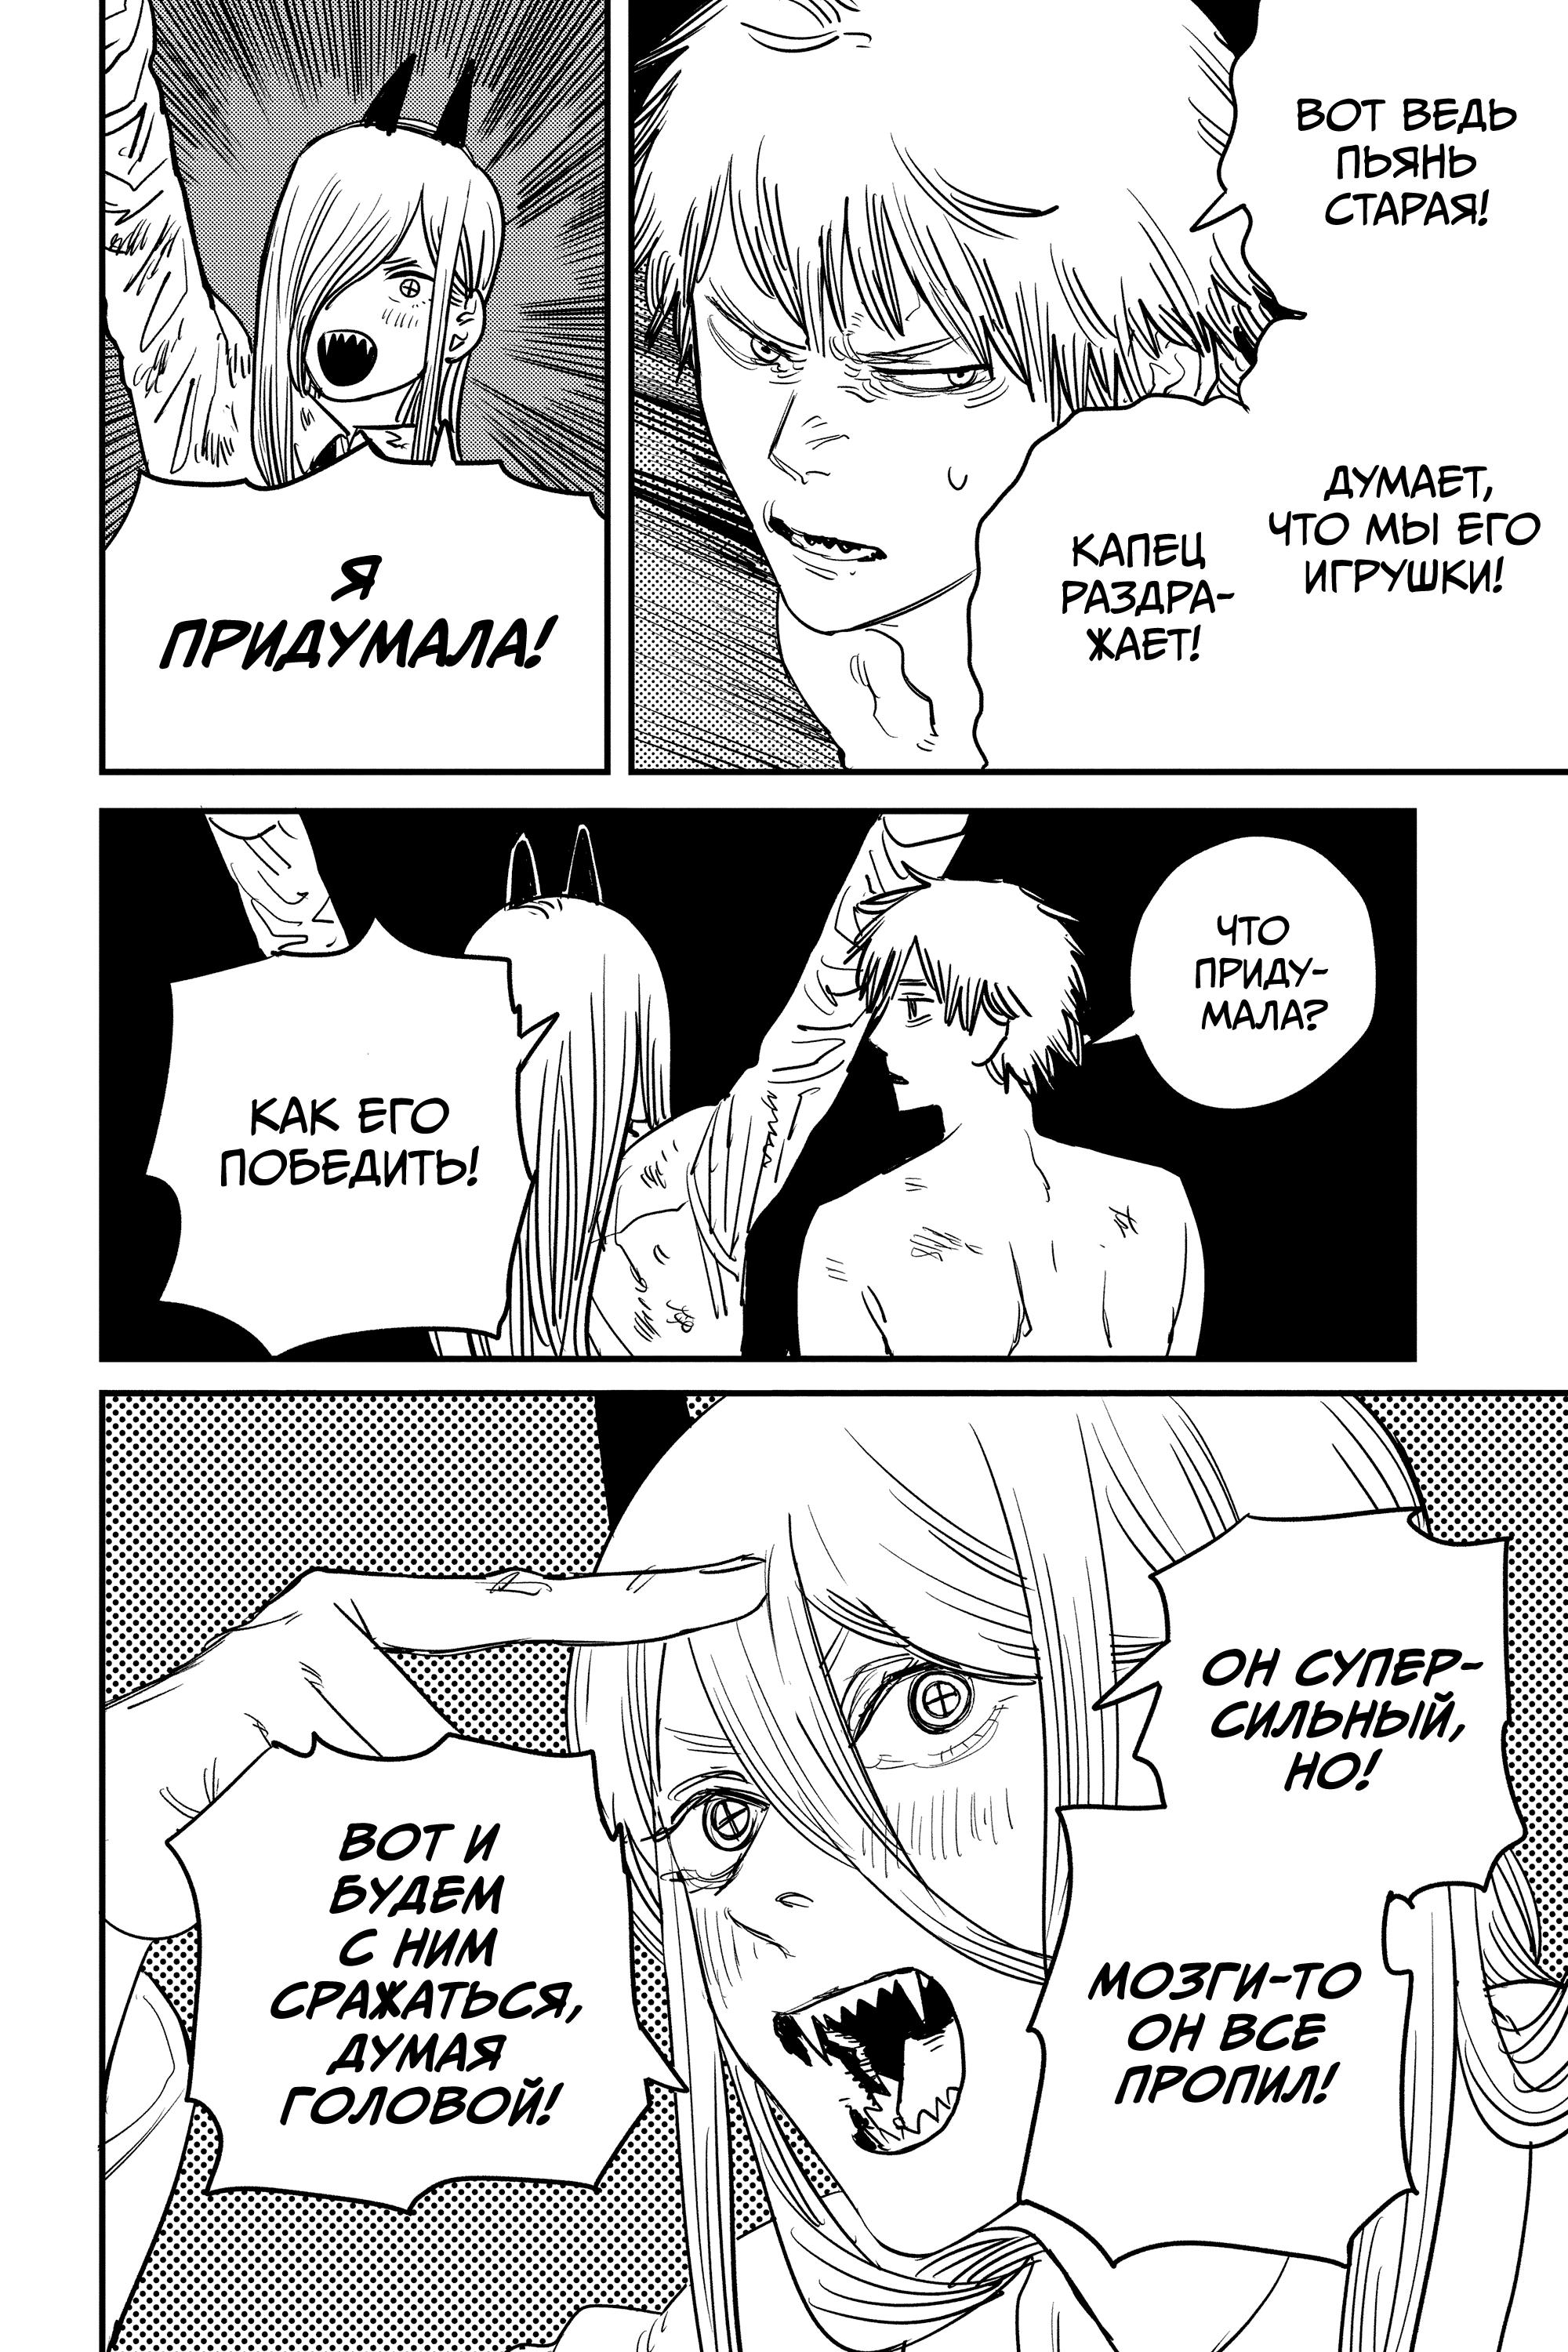 ВОТ ВЕДЬ
ПЬЯНЬ
СТАРАЯ!
ДУМАЕТ,
ЧТО МЫ ЕГО
ИГРУШКИ!
КАПЕЦ
РАЗДРА-
ЖАЕТ!
Я
ПРИДУМАЛА!
ЧТО
ПРИДУ-
МАЛА?
КАК ЕГО
ПОБЕДИТЬ!
ОН СУПЕР-
СИЛЬНЫЙ,
НО!
МОЗГИ-ТО
ОН ВСЕ
ПРОПИЛ!
ВОТ И
БУДЕМ
С НИМ
СРАЖАТЬСЯ,
ДУМАЯ
ГОЛОВОЙ!